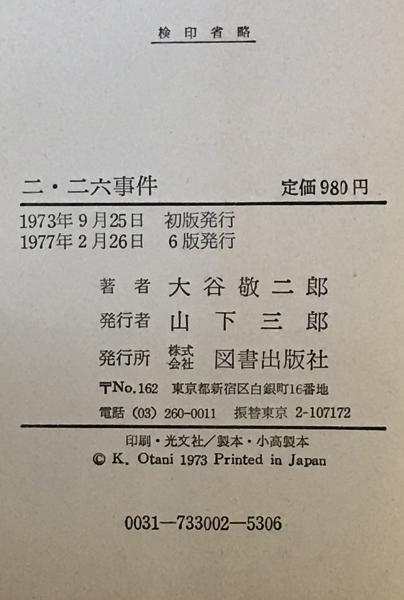 検印省略
二・二六事件 定価980円
1973年9月25日 初版発行
1977年2月26日 6版発行
著者 大谷敬二郎
発行者 山下三郎
発行所 株式会社 図書出版社
〒No.162 東京都新宿区白銀町16番地
電話 (03) 260-0011 振替東京 2-107172
印刷・光文社/製本・小高製本
© K. Otani 1973 Printed in Japan
0031—733002—5306